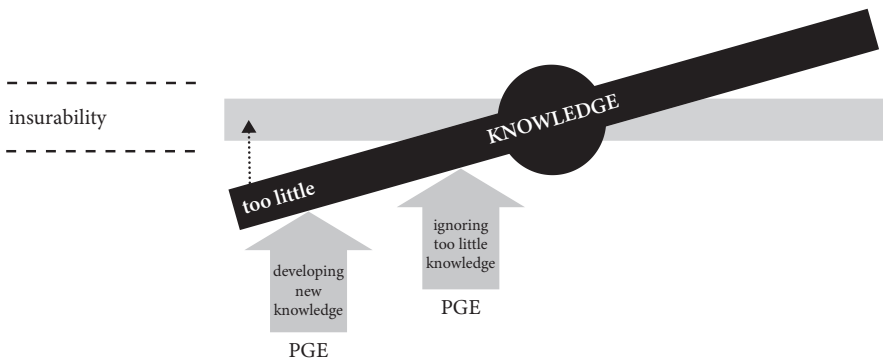 insurability
KNOWLEDGE
too little
developing
new
knowledge
PGE
ignoring
too little
knowledge
PGE